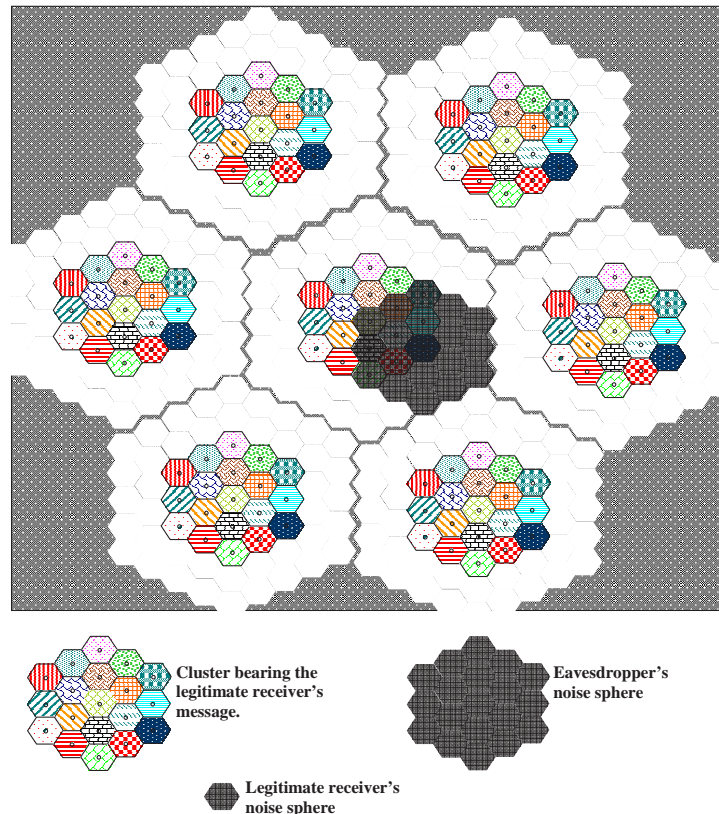 Cluster bearing the
legitimate receiver's
message.
Eavesdropper's
noise sphere
Legitimate receiver's
noise sphere